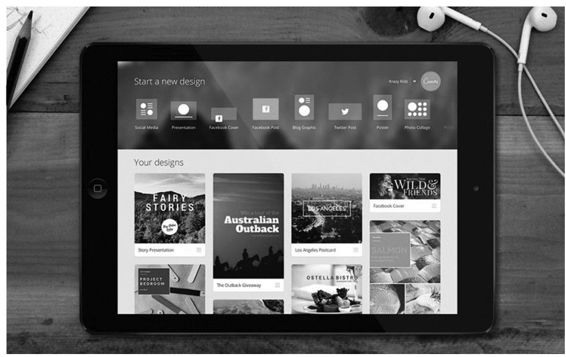 Start a new design
Krazy Kids
Canva
Social Media
Presentation
Facebook Cover
Facebook Post
Blog Graphic
Twitter Post
Poster
Photo Collage
Your designs
FAIRY
STORIES
Story Presentation
Australian
Outback
The Outback Giveaway
LOS ANGELES
Los Angeles Postcard
WILD&
FRIENDS
Facebook Cover
PROJECT
BEDROOM
OSTELLA BISTRO
SALMON